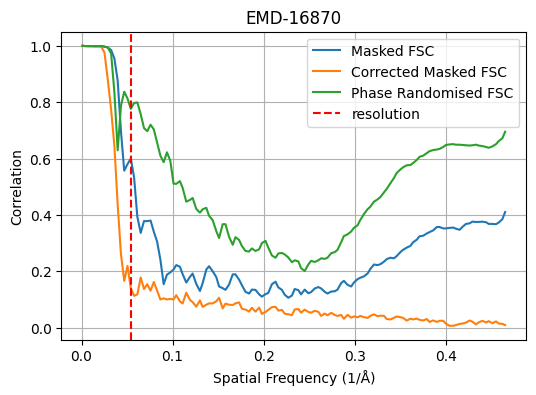 EMD-16870
Masked FSC
Corrected Masked FSC
Phase Randomised FSC
resolution
Correlation
1.0
0.8
0.6
0.4
0.2
0.0
0.0 0.1 0.2 0.3 0.4
Spatial Frequency (1/Å)